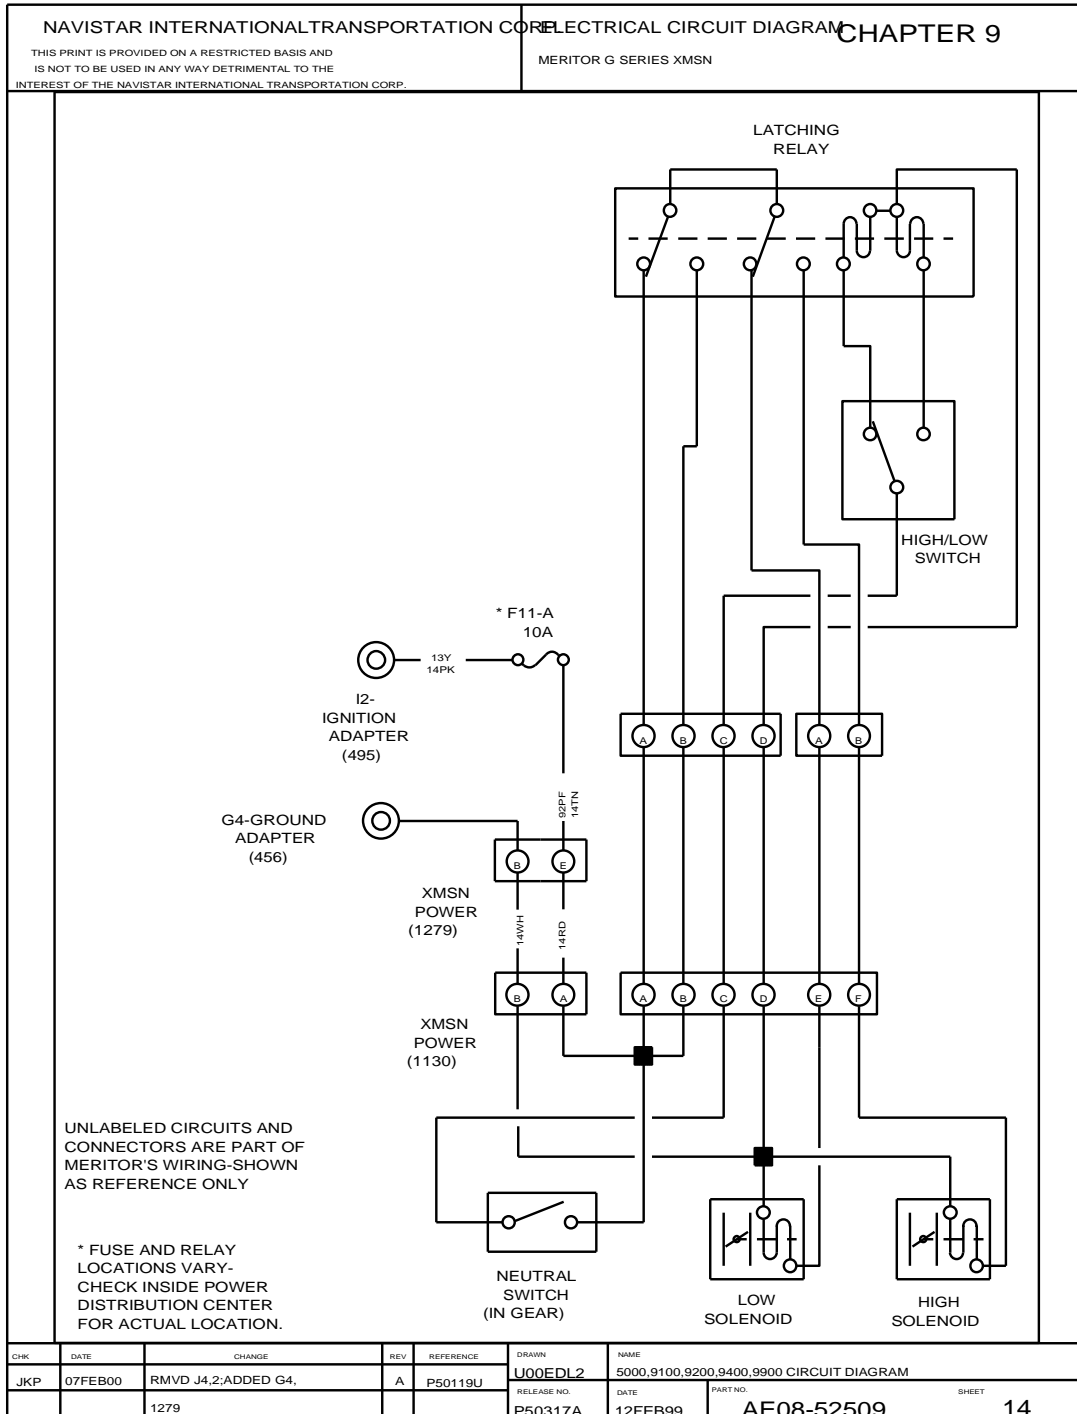 NAVISTAR INTERNATIONALTRANSPORTATION CORP.
THIS PRINT IS PROVIDED ON A RESTRICTED BASIS AND
IS NOT TO BE USED IN ANY WAY DETRIMENTAL TO THE
INTEREST OF THE NAVISTAR INTERNATIONAL TRANSPORTATION CORP.
ELECTRICAL CIRCUIT DIAGRAM
MERITOR G SERIES XMSN
CHAPTER 9
LATCHING
RELAY
HIGH/LOW
SWITCH
* F11-A
10A
13Y
14PK
I2-
IGNITION
ADAPTER
(495)
A B C D A B
92PF
14TN
G4-GROUND
ADAPTER
(456)
B E
XMSN
POWER
(1279)
14WH
14RD
B A A B C D E F
XMSN
POWER
(1130)
UNLABELED CIRCUITS AND
CONNECTORS ARE PART OF
MERITOR'S WIRING-SHOWN
AS REFERENCE ONLY
* FUSE AND RELAY
LOCATIONS VARY-
CHECK INSIDE POWER
DISTRIBUTION CENTER
FOR ACTUAL LOCATION.
NEUTRAL
SWITCH
(IN GEAR)
LOW
SOLENOID
HIGH
SOLENOID
CHK DATE CHANGE REV REFERENCE DRAWN NAME
JKP 07FEB00 RMVD J4,2;ADDED G4, A P50119U U00EDL2 5000,9100,9200,9400,9900 CIRCUIT DIAGRAM
RELEASE NO. DATE PART NO. SHEET
1279 P50317A 12FEB99 AE08-52509 14